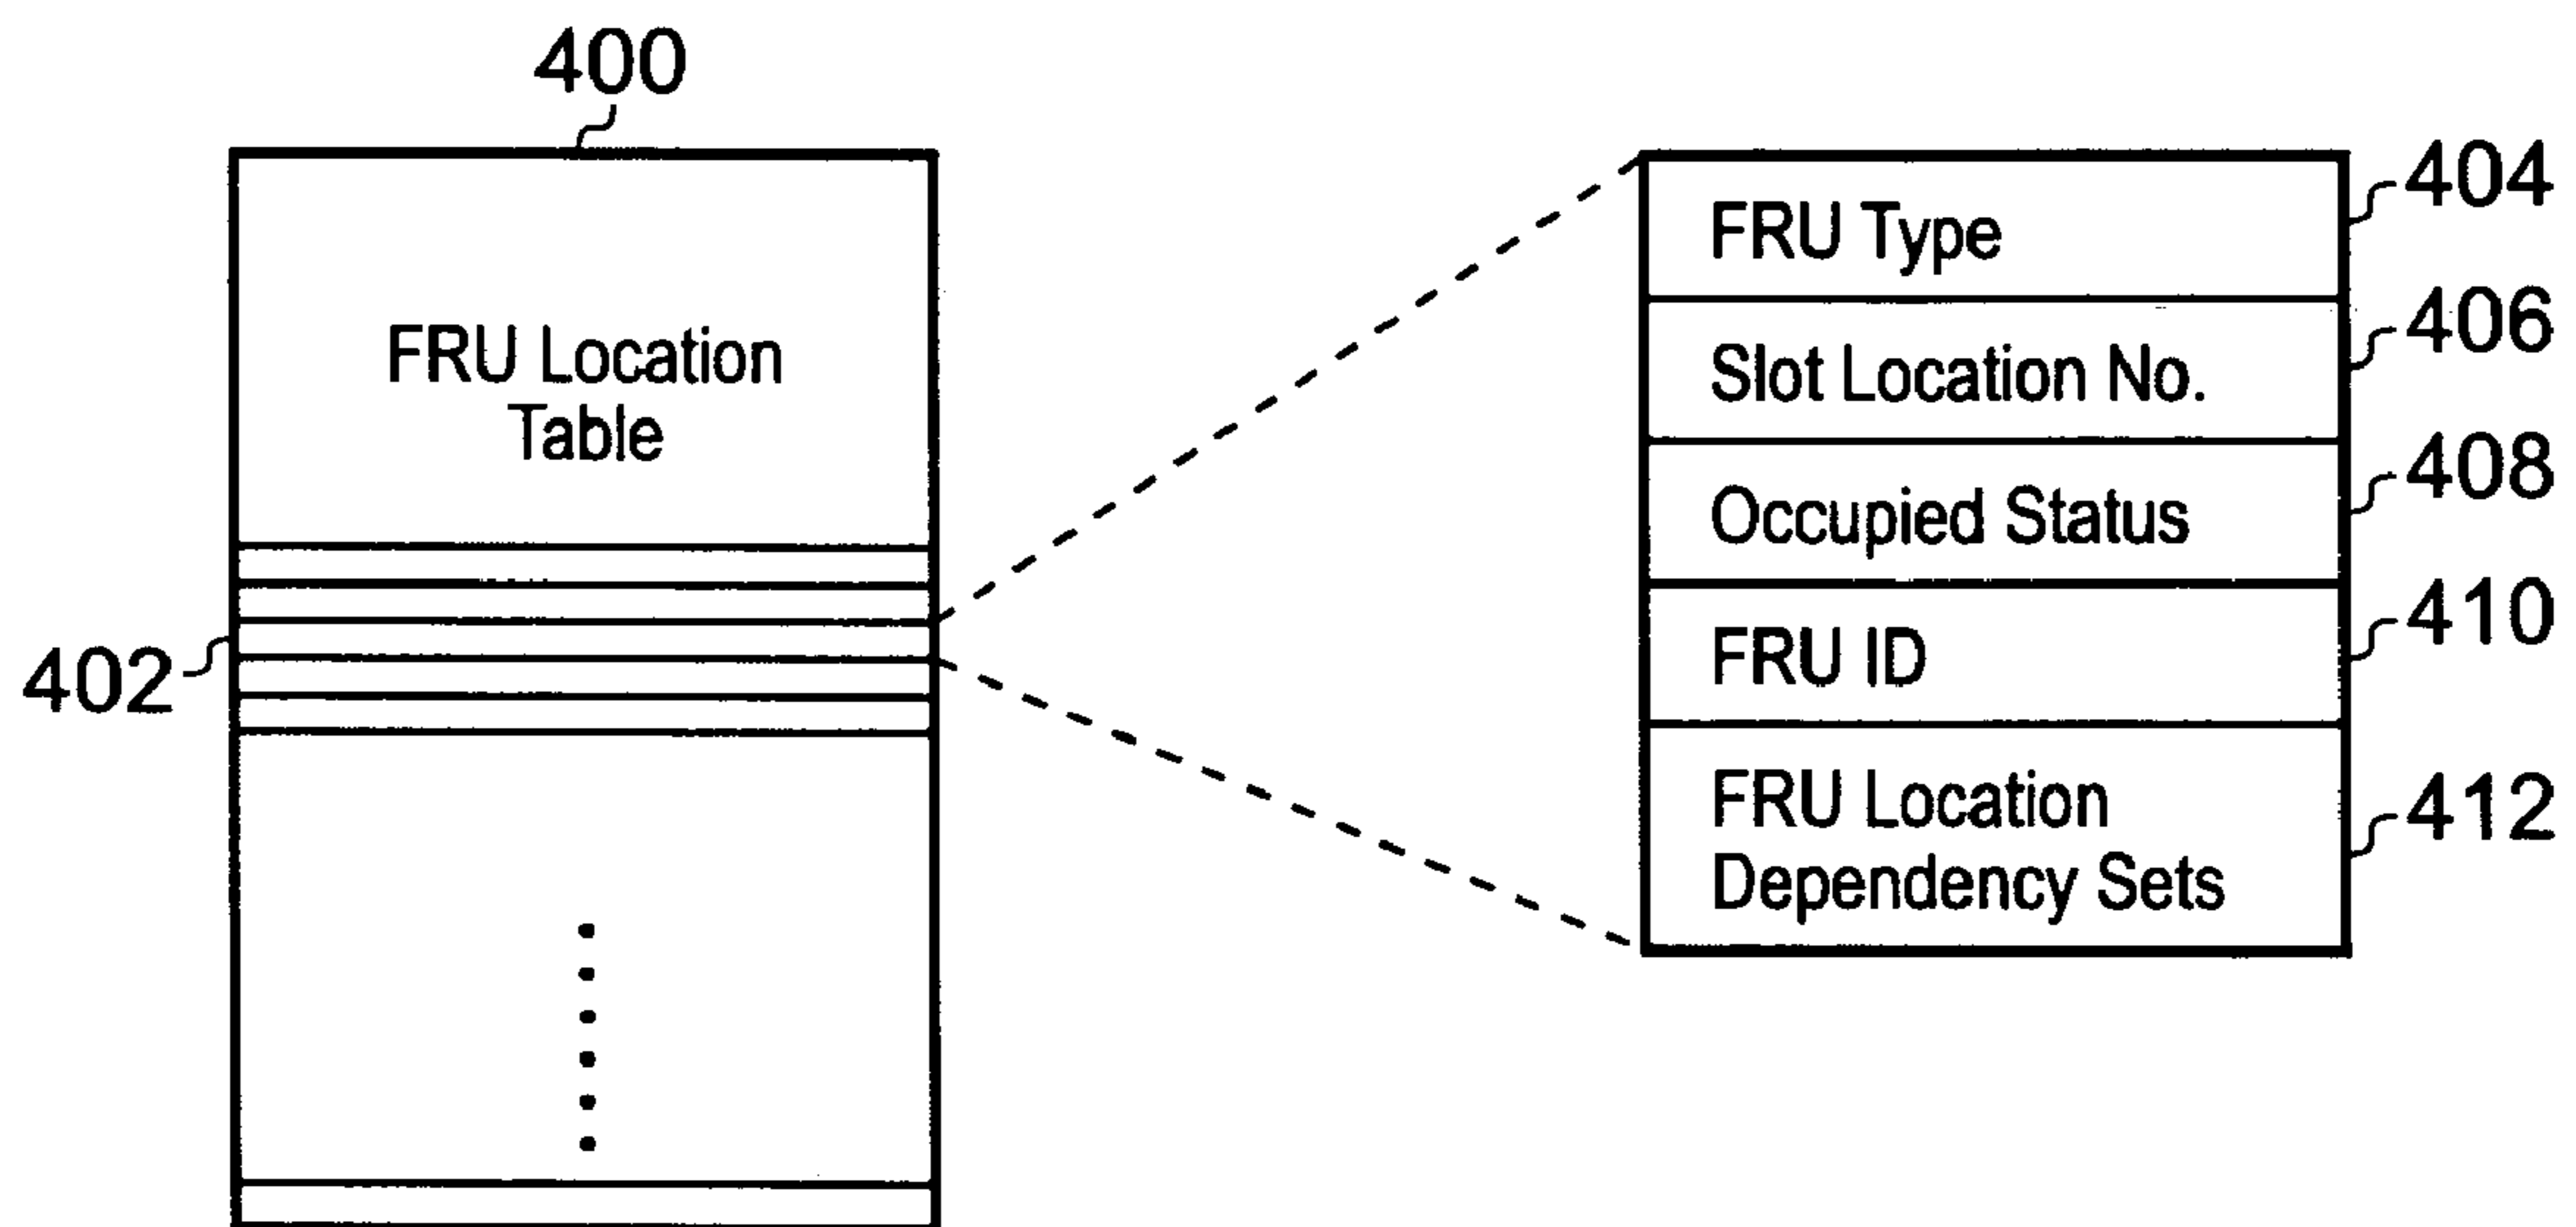 400
FRU Location
Table
402
FRU Type
404
Slot Location No.
406
Occupied Status
408
FRU ID
410
FRU Location
Dependency Sets
412